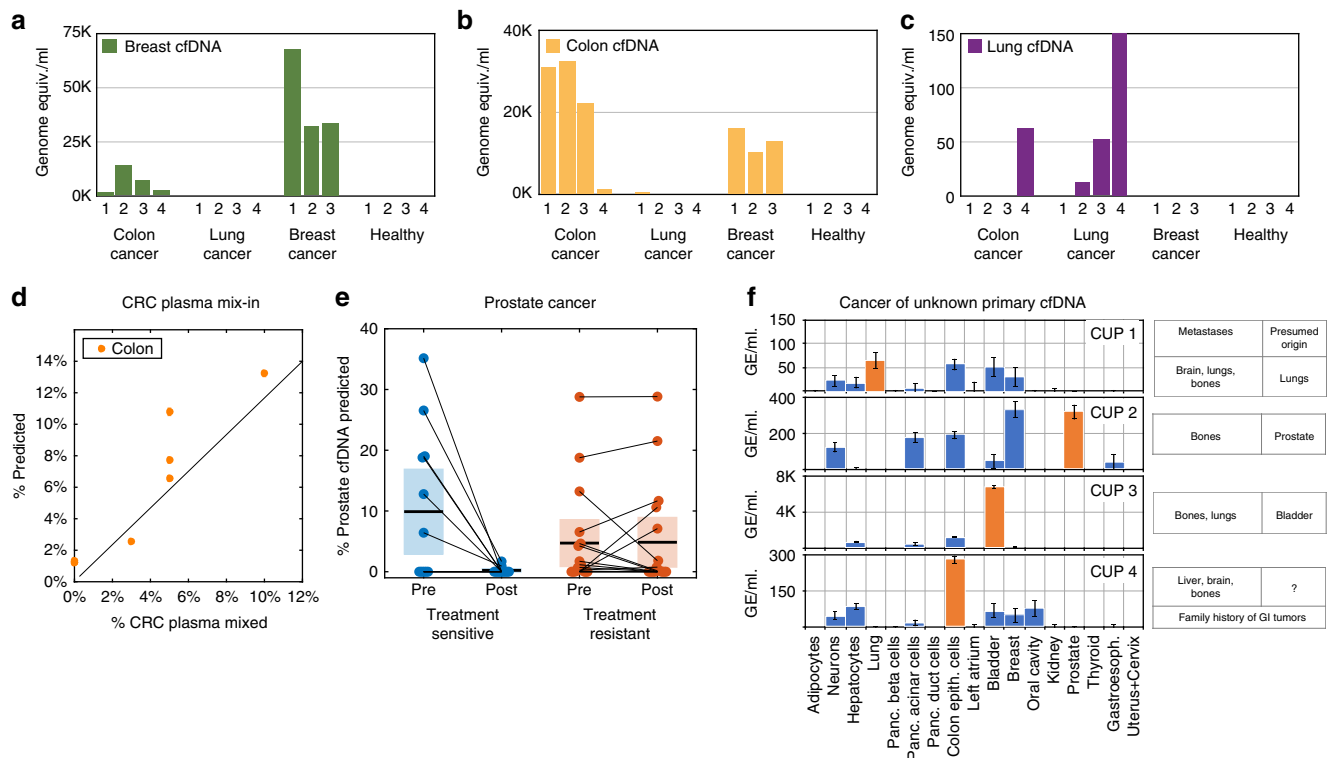 a
75K
50K
25K
0K
Genome equiv./ml
Breast cfDNA
1 2 3 4 1 2 3 4 1 2 3 1 2 3 4
Colon cancer
Lung cancer
Breast cancer
Healthy
b
40K
20K
0K
Genome equiv./ml
Colon cfDNA
1 2 3 4 1 2 3 4 1 2 3 1 2 3 4
Colon cancer
Lung cancer
Breast cancer
Healthy
c
150
100
50
0
Genome equiv./ml
Lung cfDNA
1 2 3 4 1 2 3 4 1 2 3 1 2 3 4
Colon cancer
Lung cancer
Breast cancer
Healthy
d
CRC plasma mix-in
Colon
% Predicted
14%
12%
10%
8%
6%
4%
2%
0%
0% 2% 4% 6% 8% 10% 12%
% CRC plasma mixed
e
Prostate cancer
% Prostate cfDNA predicted
40
30
20
10
0
Pre Post Pre Post
Treatment sensitive
Treatment resistant
f
Cancer of unknown primary cfDNA
150
100
50
GE/ml.
CUP 1
400
200
GE/ml.
CUP 2
8K
4K
GE/ml.
CUP 3
300
150
GE/ml.
CUP 4
Adipocytes
Neurons
Hepatocytes
Lung
Panc. beta cells
Panc. acinar cells
Panc. duct cells
Colon epith. cells
Left atrium
Bladder
Breast
Oral cavity
Kidney
Prostate
Thyroid
Gastroesoph.
Uterus+Cervix
Metastases
Presumed origin
Brain, lungs, bones
Lungs
Bones
Prostate
Bones, lungs
Bladder
Liver, brain, bones
?
Family history of GI tumors